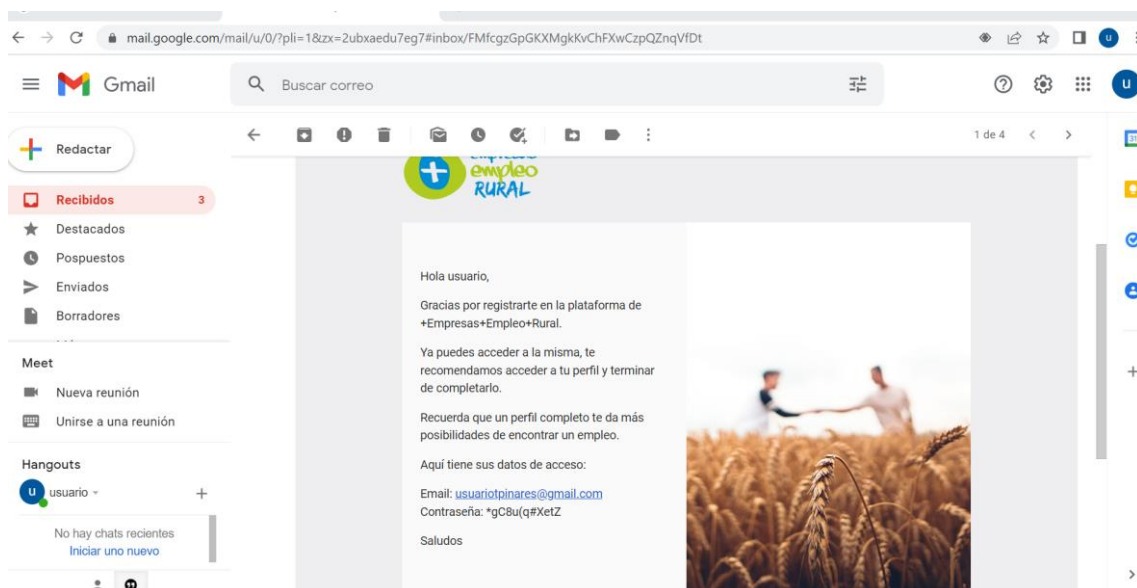 mail.google.com/mail/u/0/?pli=1&zx=2ubxaedu7eg7#inbox/FMfcgzGpGKXMgkKvChFXwCzpQZnqVfDt
u
Gmail
Buscar correo
u
Redactar
1 de 4
31
Recibidos 3
Destacados
Pospuestos
Enviados
Borradores
Meet
Nueva reunión
Unirse a una reunión
Hangouts
u usuario
No hay chats recientes
Iniciar uno nuevo
empleo
RURAL
Hola usuario,
Gracias por registrarte en la plataforma de
+Empresas+Empleo+Rural.
Ya puedes acceder a la misma, te
recomendamos acceder a tu perfil y terminar
de completarlo.
Recuerda que un perfil completo te da más
posibilidades de encontrar un empleo.
Aquí tiene sus datos de acceso:
Email: usuariotpinares@gmail.com
Contraseña: *gC8u(q#XetZ
Saludos